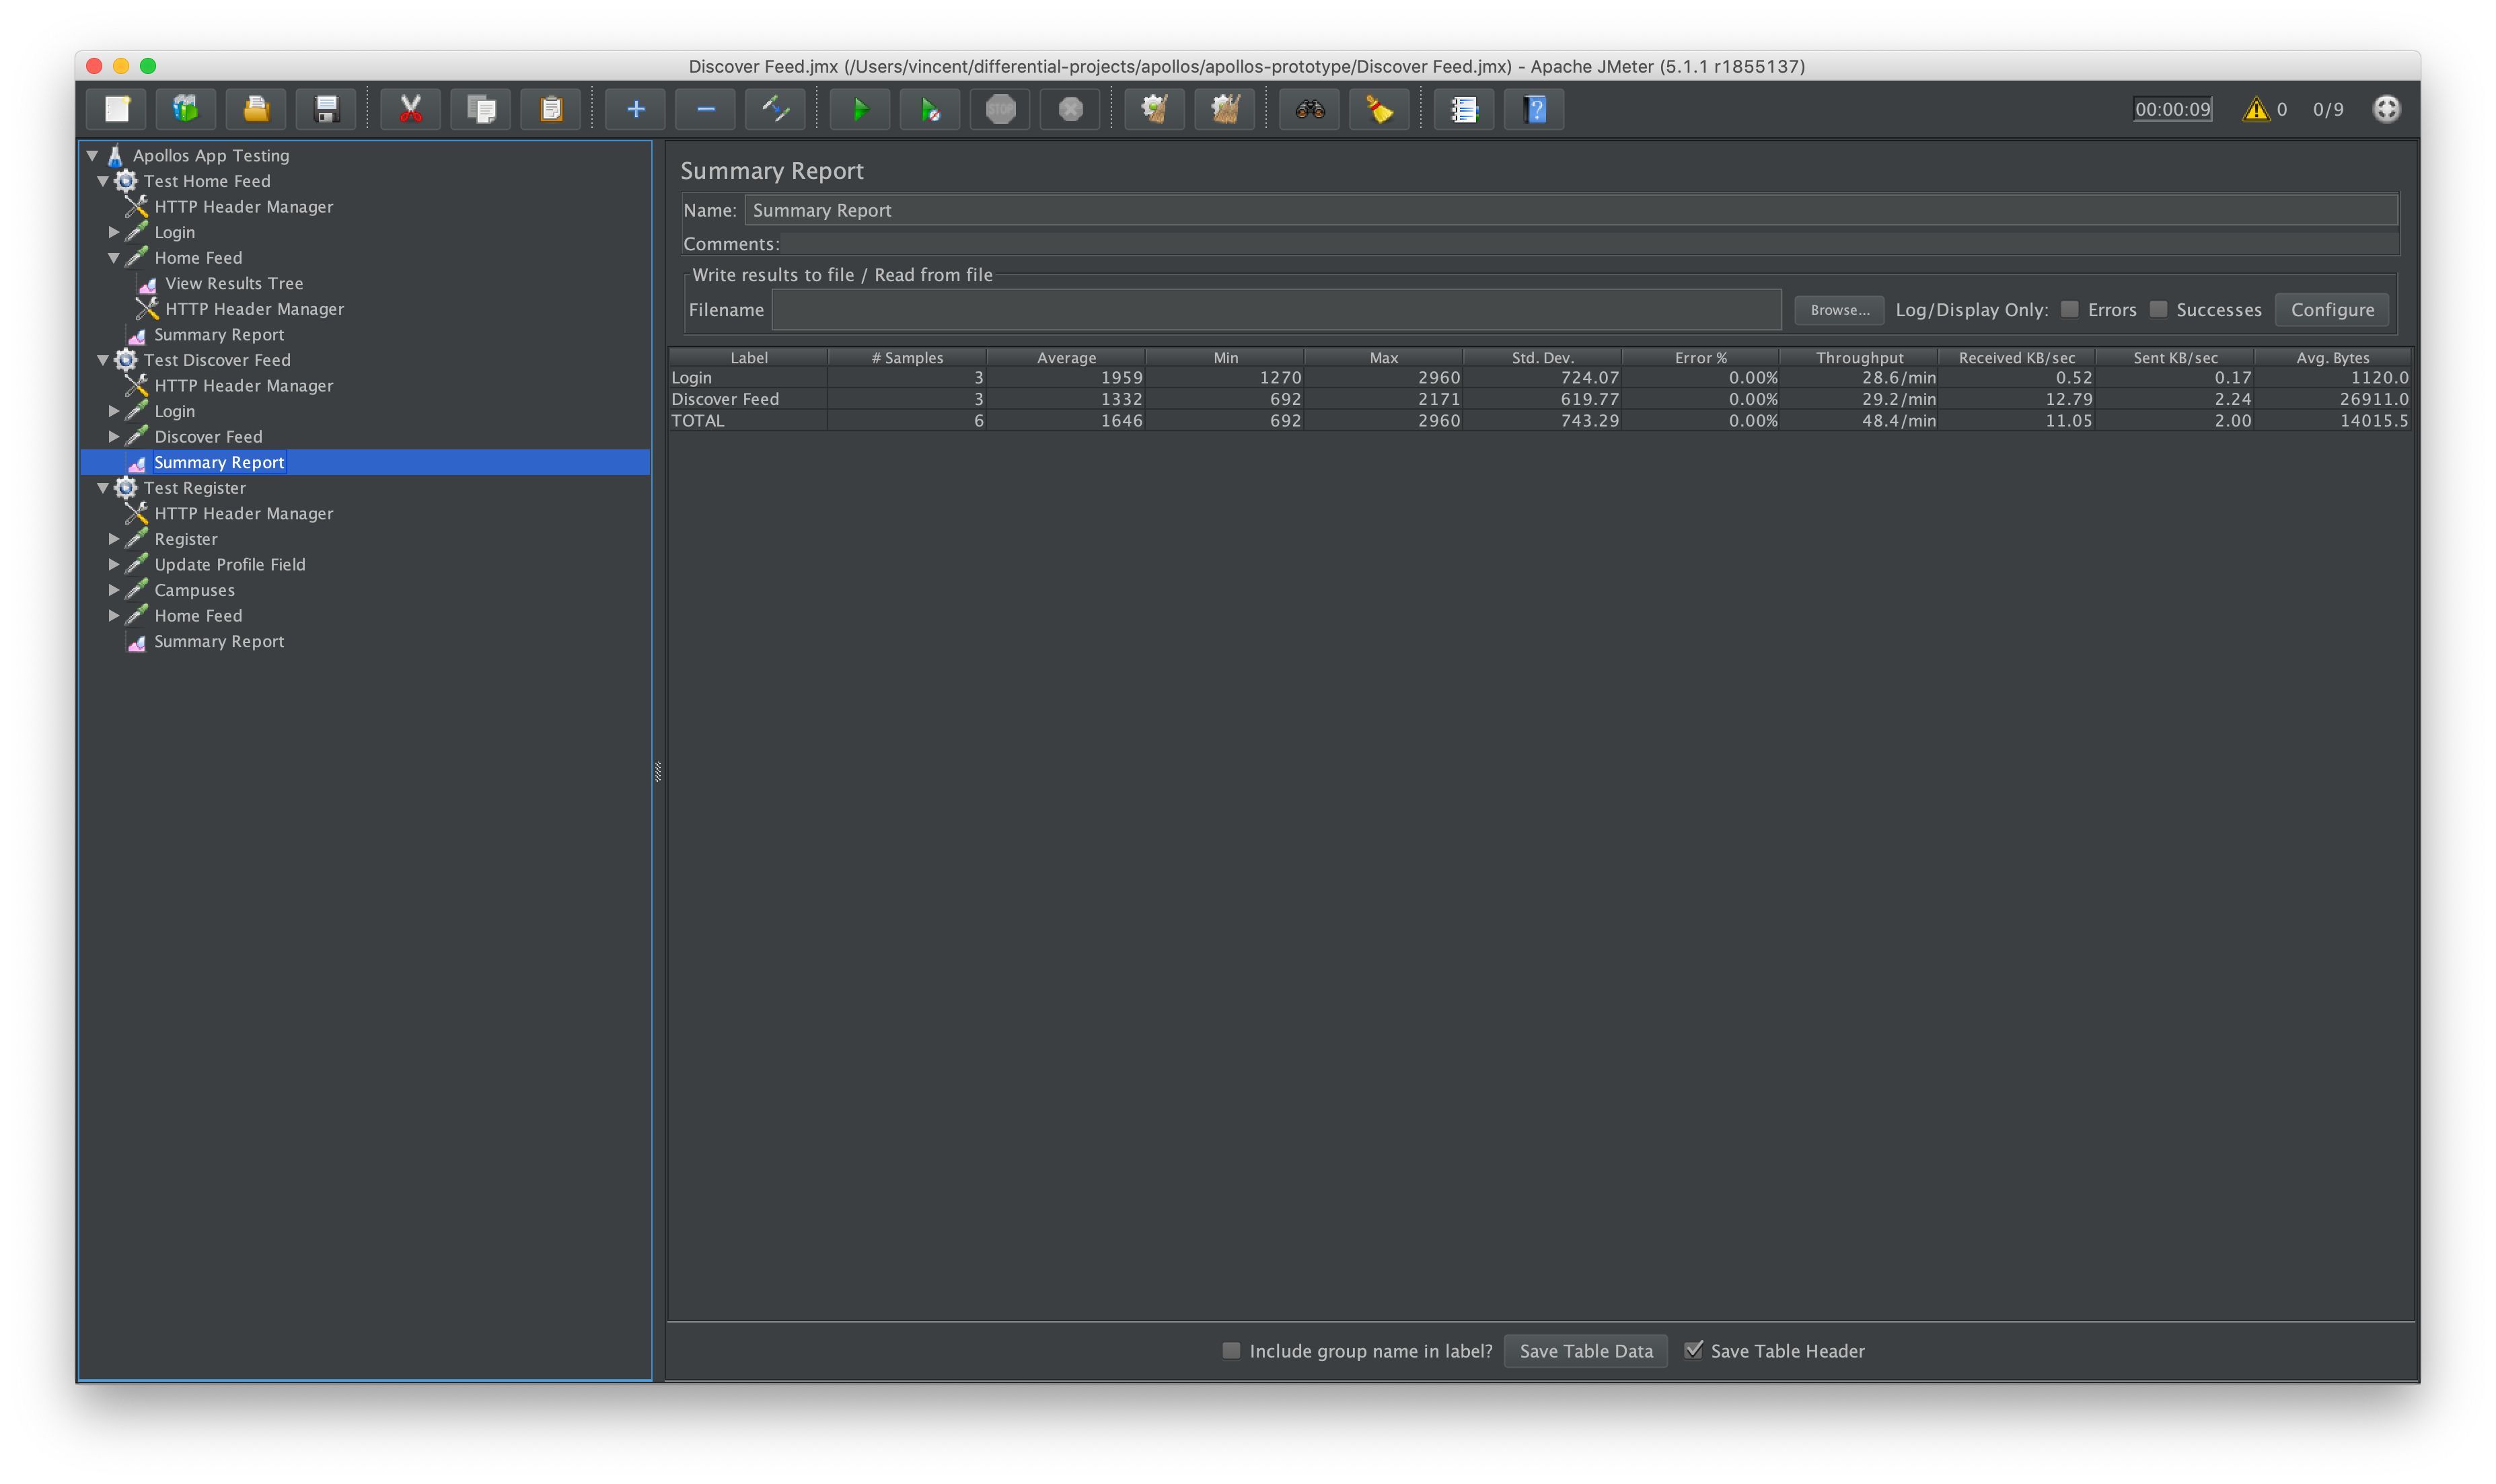 Discover Feed.jmx (/Users/vincent/differential-projects/apollos/apollos-prototype/Discover Feed.jmx) - Apache JMeter (5.1.1 r1855137)
STOP
00:00:09 0 0/9
Apollos App Testing
Test Home Feed
HTTP Header Manager
Login
Home Feed
View Results Tree
HTTP Header Manager
Summary Report
Test Discover Feed
HTTP Header Manager
Login
Discover Feed
Summary Report
Test Register
HTTP Header Manager
Register
Update Profile Field
Campuses
Home Feed
Summary Report
Summary Report
Name: Summary Report
Comments:
Write results to file / Read from file
Filename Browse... Log/Display Only: Errors Successes Configure
Label # Samples Average Min Max Std. Dev. Error % Throughput Received KB/sec Sent KB/sec Avg. Bytes
Login 3 1959 1270 2960 724.07 0.00% 28.6/min 0.52 0.17 1120.0
Discover Feed 3 1332 692 2171 619.77 0.00% 29.2/min 12.79 2.24 26911.0
TOTAL 6 1646 692 2960 743.29 0.00% 48.4/min 11.05 2.00 14015.5
Include group name in label? Save Table Data Save Table Header